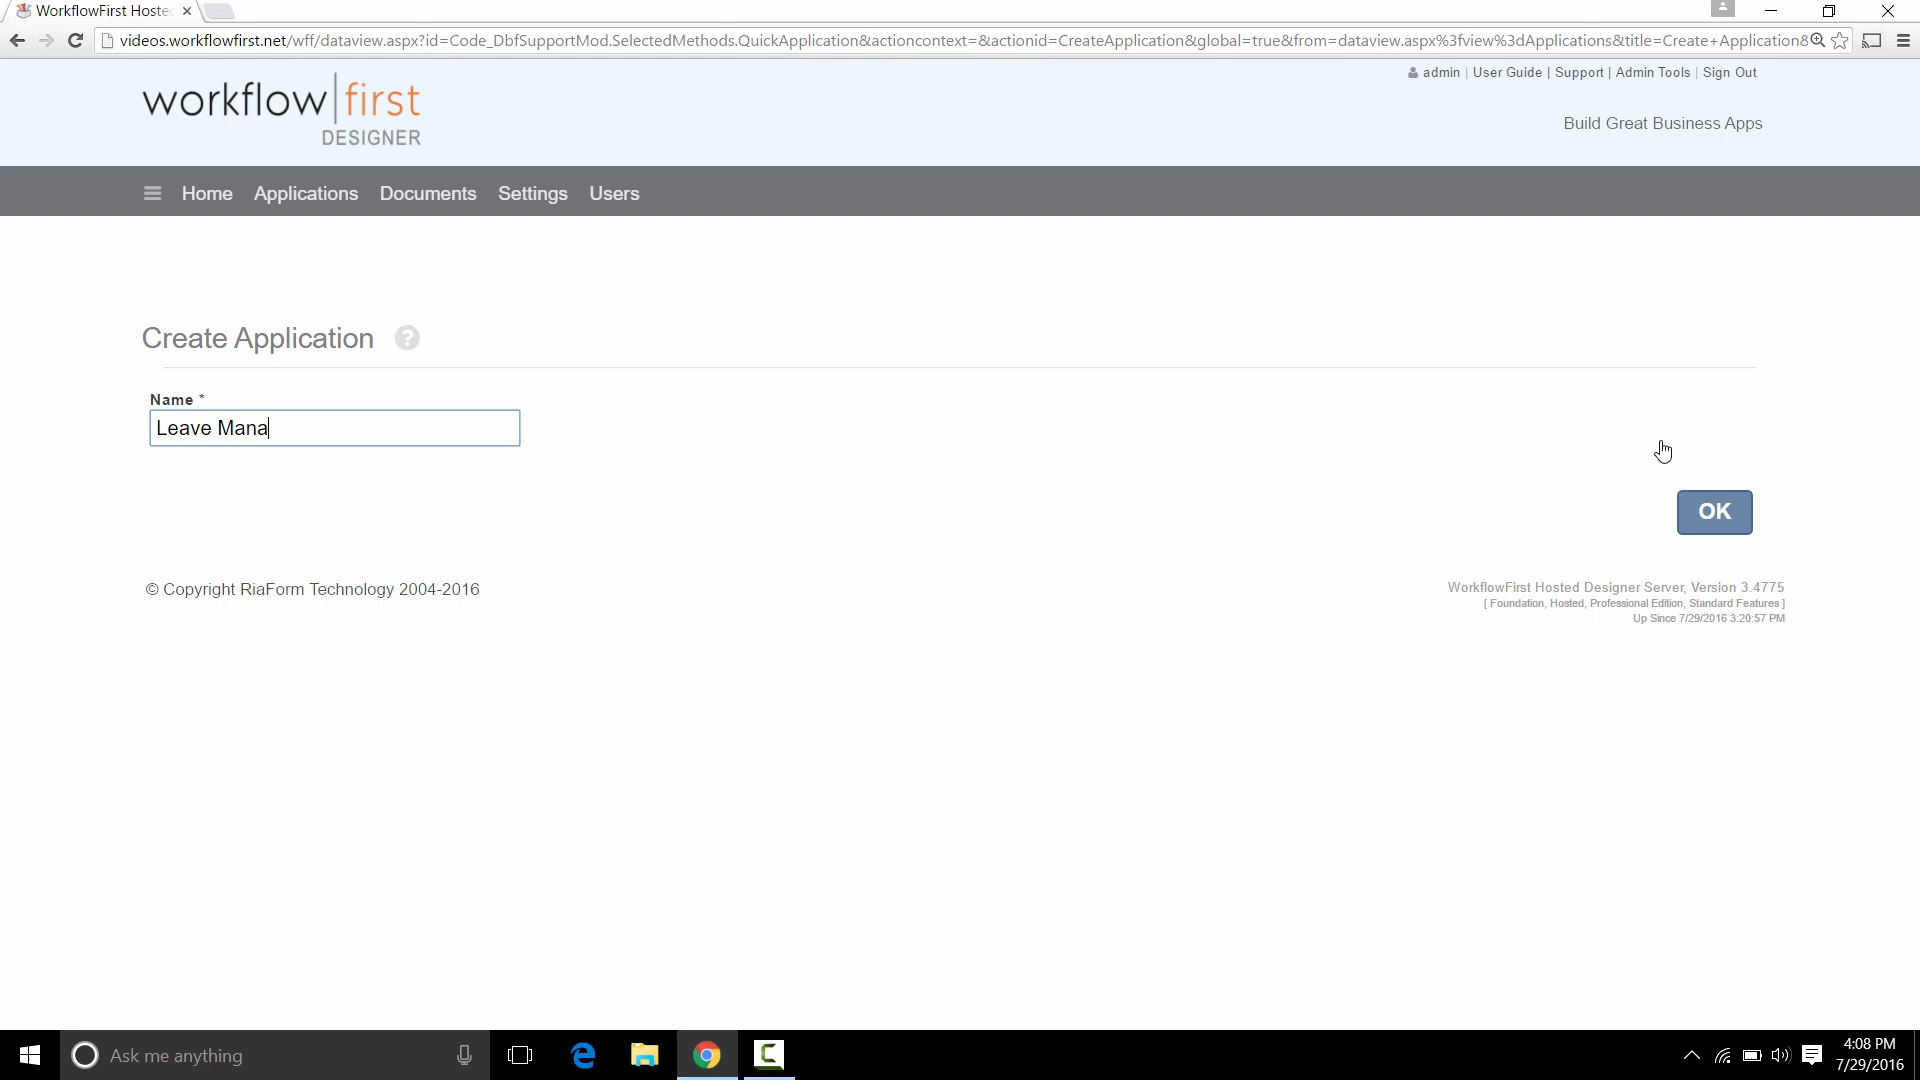 WorkflowFirst Hoste
videos.workflowfirst.net/wff/dataview.aspx?id=Code_DbfSupportMod.SelectedMethods.QuickApplication&actioncontext=&actionid=CreateApplication&global=true&from=dataview.aspx%3fview%3dApplications&title=Create+Application&
admin | User Guide | Support | Admin Tools | Sign Out
workflow|first
DESIGNER
Build Great Business Apps
Home Applications Documents Settings Users
Create Application ?
Name *
Leave Mana
OK
© Copyright RiaForm Technology 2004-2016
WorkflowFirst Hosted Designer Server, Version 3.4775
[ Foundation, Hosted, Professional Edition, Standard Features ]
Up Since 7/29/2016 3:20:57 PM
Ask me anything
4:08 PM
7/29/2016